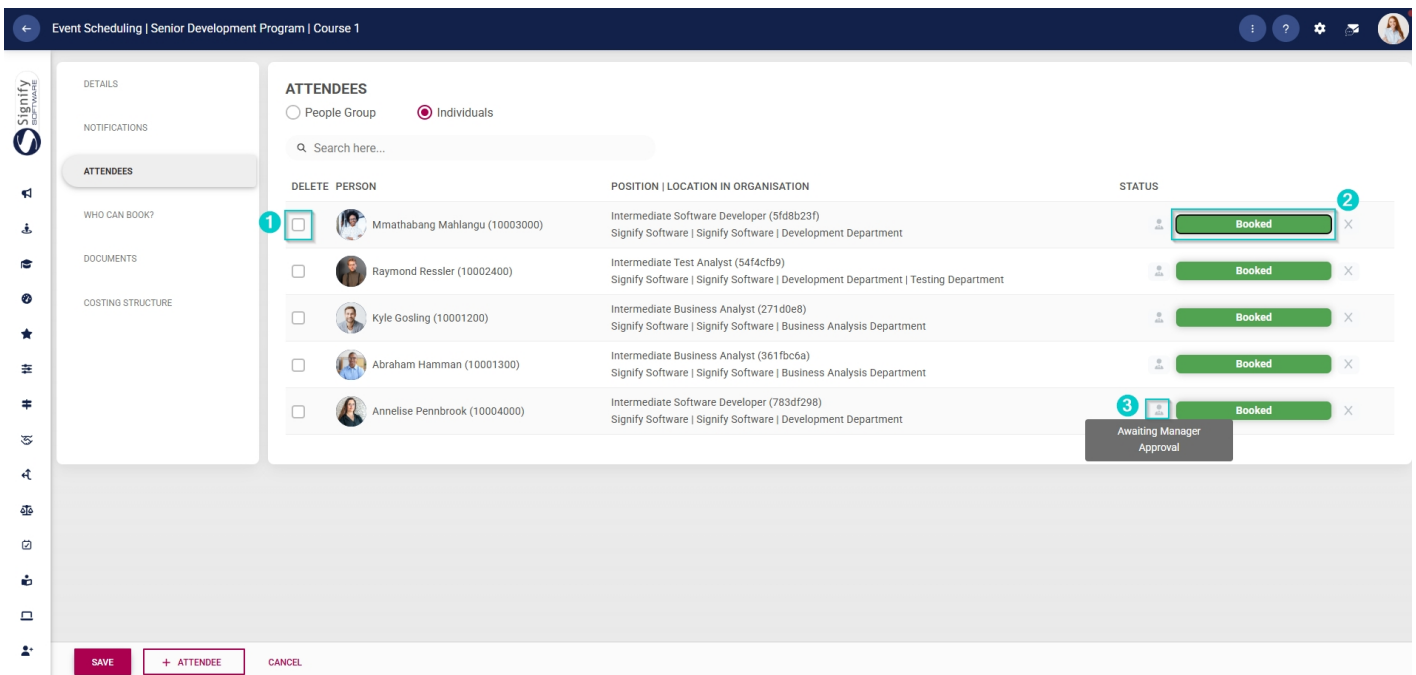 Event Scheduling | Senior Development Program | Course 1
?
Signify
SOFTWARE
DETAILS
NOTIFICATIONS
ATTENDEES
WHO CAN BOOK?
DOCUMENTS
COSTING STRUCTURE
ATTENDEES
People Group Individuals
Search here...
DELETE PERSON POSITION | LOCATION IN ORGANISATION STATUS
1 Mmathabang Mahlangu (10003000) Intermediate Software Developer (5fd8b23f) Booked X 2
Signify Software | Signify Software | Development Department
Raymond Ressler (10002400) Intermediate Test Analyst (54f4cfb9) Booked X
Signify Software | Signify Software | Development Department | Testing Department
Kyle Gosling (10001200) Intermediate Business Analyst (271d0e8) Booked X
Signify Software | Signify Software | Business Analysis Department
Abraham Hamman (10001300) Intermediate Business Analyst (361fbc6a) Booked X
Signify Software | Signify Software | Business Analysis Department
Annelise Pennbrook (10004000) Intermediate Software Developer (783df298) 3 Booked X
Signify Software | Signify Software | Development Department
Awaiting Manager
Approval
SAVE + ATTENDEE CANCEL